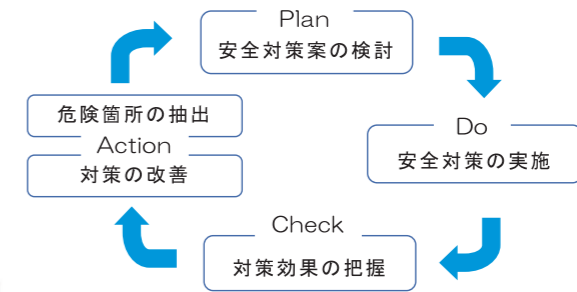 Plan
安全対策案の検討
危険箇所の抽出
Action
対策の改善
Do
安全対策の実施
Check
対策効果の把握